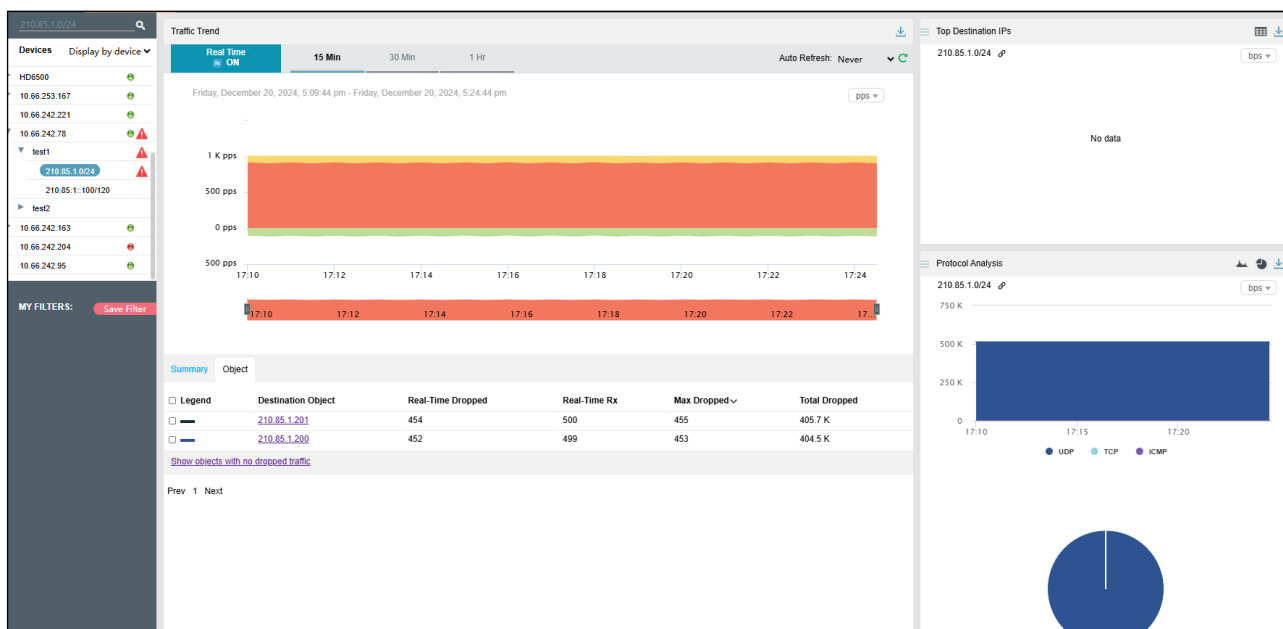 210.85.1.0/24
Devices Display by device
HD6500
10.66.253.167
10.66.242.221
10.66.242.78
test1
210.85.1.0/24
210:85:1::100/120
test2
10.66.242.163
10.66.242.204
10.66.242.95
MY FILTERS: Save Filter
Traffic Trend
Real Time
ON
15 Min 30 Min 1 Hr Auto Refresh: Never
Friday, December 20, 2024, 5:09:44 pm - Friday, December 20, 2024, 5:24:44 pm pps
1 K pps
500 pps
0 pps
500 pps
17:10 17:12 17:14 17:16 17:18 17:20 17:22 17:24
17:10 17:12 17:14 17:16 17:18 17:20 17:22 17...
Summary Object
Legend Destination Object Real-Time Dropped Real-Time Rx Max Dropped Total Dropped
210.85.1.201 454 500 455 405.7 K
210.85.1.200 452 499 453 404.5 K
Show objects with no dropped traffic
Prev 1 Next
Top Destination IPs
210.85.1.0/24 bps
No data
Protocol Analysis
210.85.1.0/24 bps
750 K
500 K
250 K
0
17:10 17:15 17:20
UDP TCP ICMP